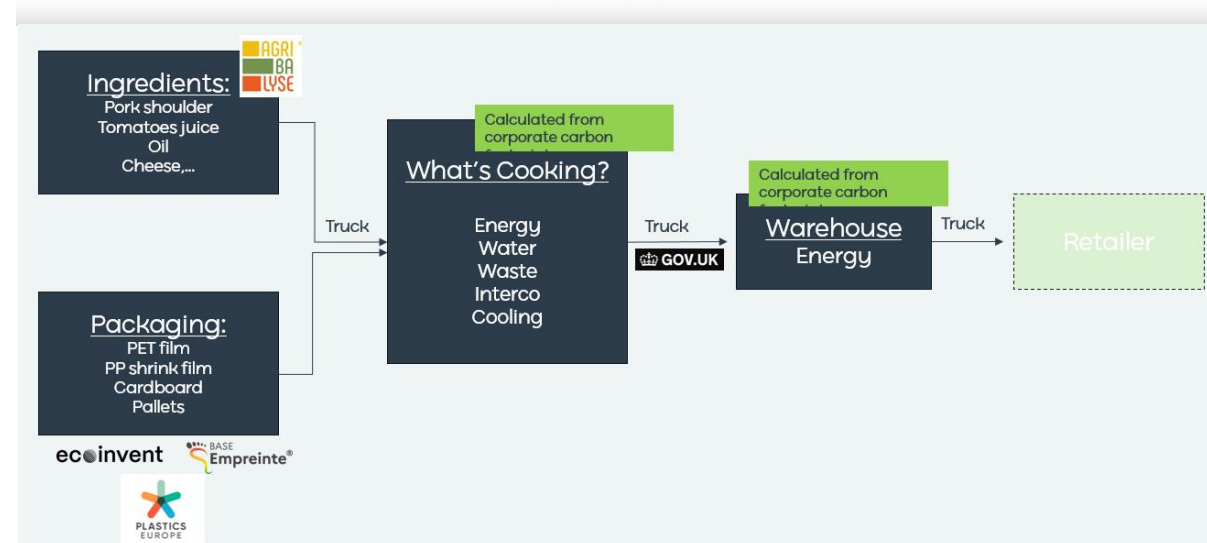 AGRI
BA
LYSE
Ingredients:
Pork shoulder
Tomatoes juice
Oil
Cheese,...
Calculated from
corporate carbon
What's Cooking?
Energy
Water
Waste
Interco
Cooling
Truck
Truck
GOV.UK
Calculated from
corporate carbon
Warehouse
Energy
Truck
Retailer
Packaging:
PET film
PP shrink film
Cardboard
Pallets
ecoinvent
BASE
Empreinte®
PLASTICS
EUROPE